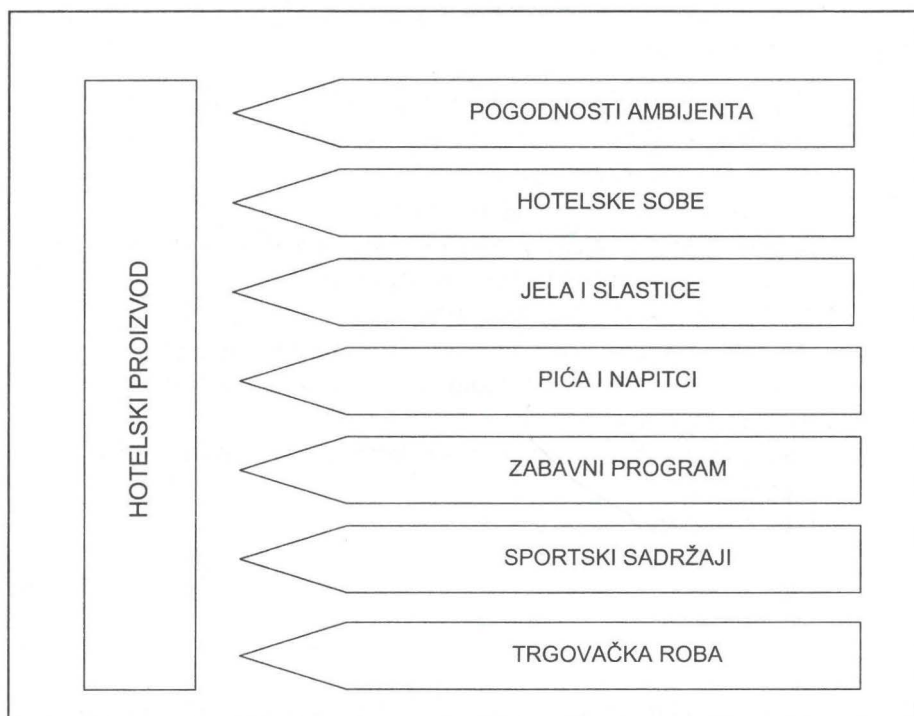 HOTELSKI PROIZVOD
POGODNOSTI AMBIJENTA
HOTELSKE SOBE
JELA I SLASTICE
PIĆA I NAPITCI
ZABAVNI PROGRAM
SPORTSKI SADRŽAJI
TRGOVAČKA ROBA